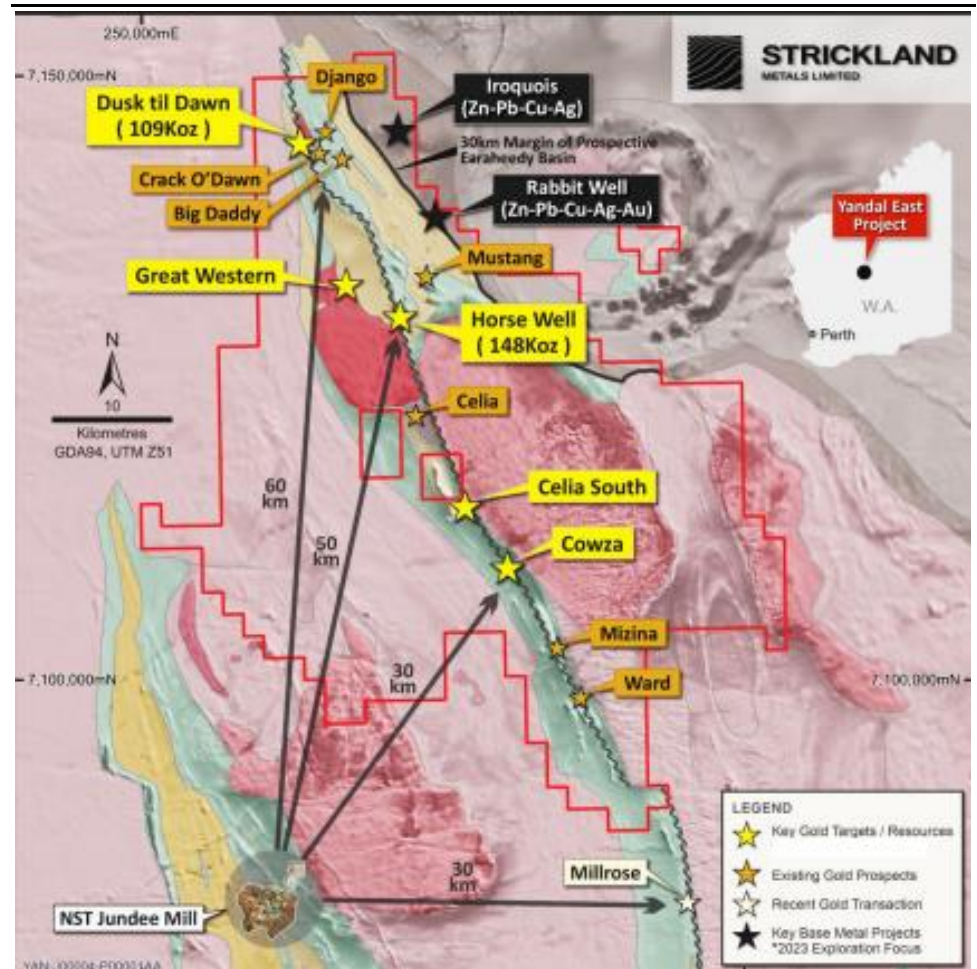 250,000mE
STRICKLAND
METALS LIMITED
7,150,000mN
Django
Iroquois
(Zn-Pb-Cu-Ag)
Dusk til Dawn
( 109Koz )
30km Margin of Prospective
Earaheedy Basin
Crack O'Dawn
Rabbit Well
(Zn-Pb-Cu-Ag-Au)
Big Daddy
Yandal East
Project
Mustang
Great Western
W.A.
Perth
Horse Well
( 148Koz )
N
10
Kilometres
GDA94, UTM Z51
Celia
60
km
Celia South
50
km
Cowza
Mizina
30
km
7,100,000mN
Ward
7,100,000mN
LEGEND
Key Gold Targets / Resources
Existing Gold Prospects
Recent Gold Transaction
Key Base Metal Projects
*2023 Exploration Focus
30
km
Millrose
NST Jundee Mill